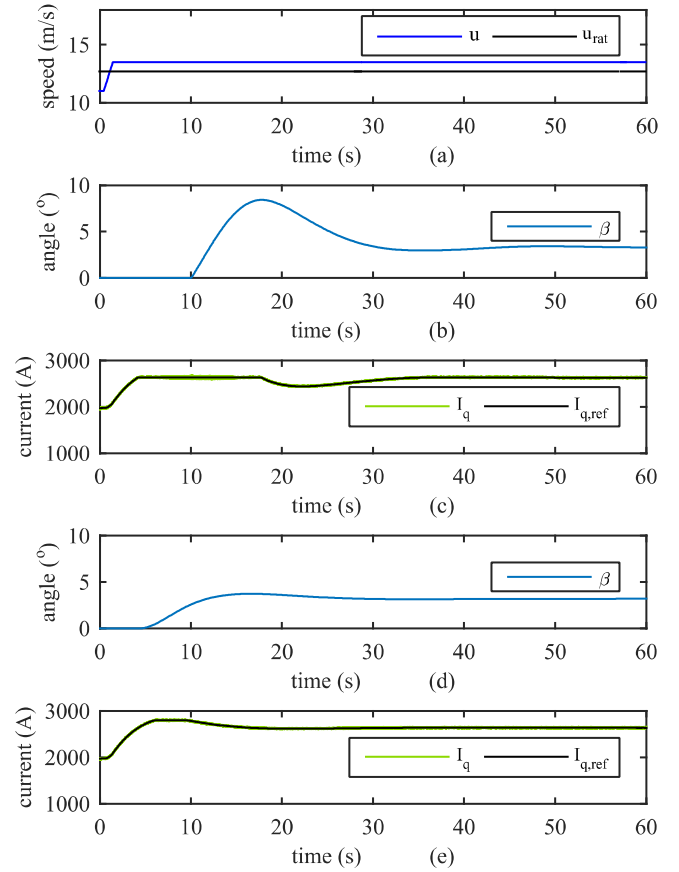 speed (m/s)
15
10
u
u_rat
0 10 20 30 40 50 60
time (s) (a)
angle (°)
10
5
0
β
0 10 20 30 40 50 60
time (s) (b)
current (A)
3000
2000
1000
I_q
I_q,ref
0 10 20 30 40 50 60
time (s) (c)
angle (°)
10
5
0
β
0 10 20 30 40 50 60
time (s) (d)
current (A)
3000
2000
1000
I_q
I_q,ref
0 10 20 30 40 50 60
time (s) (e)